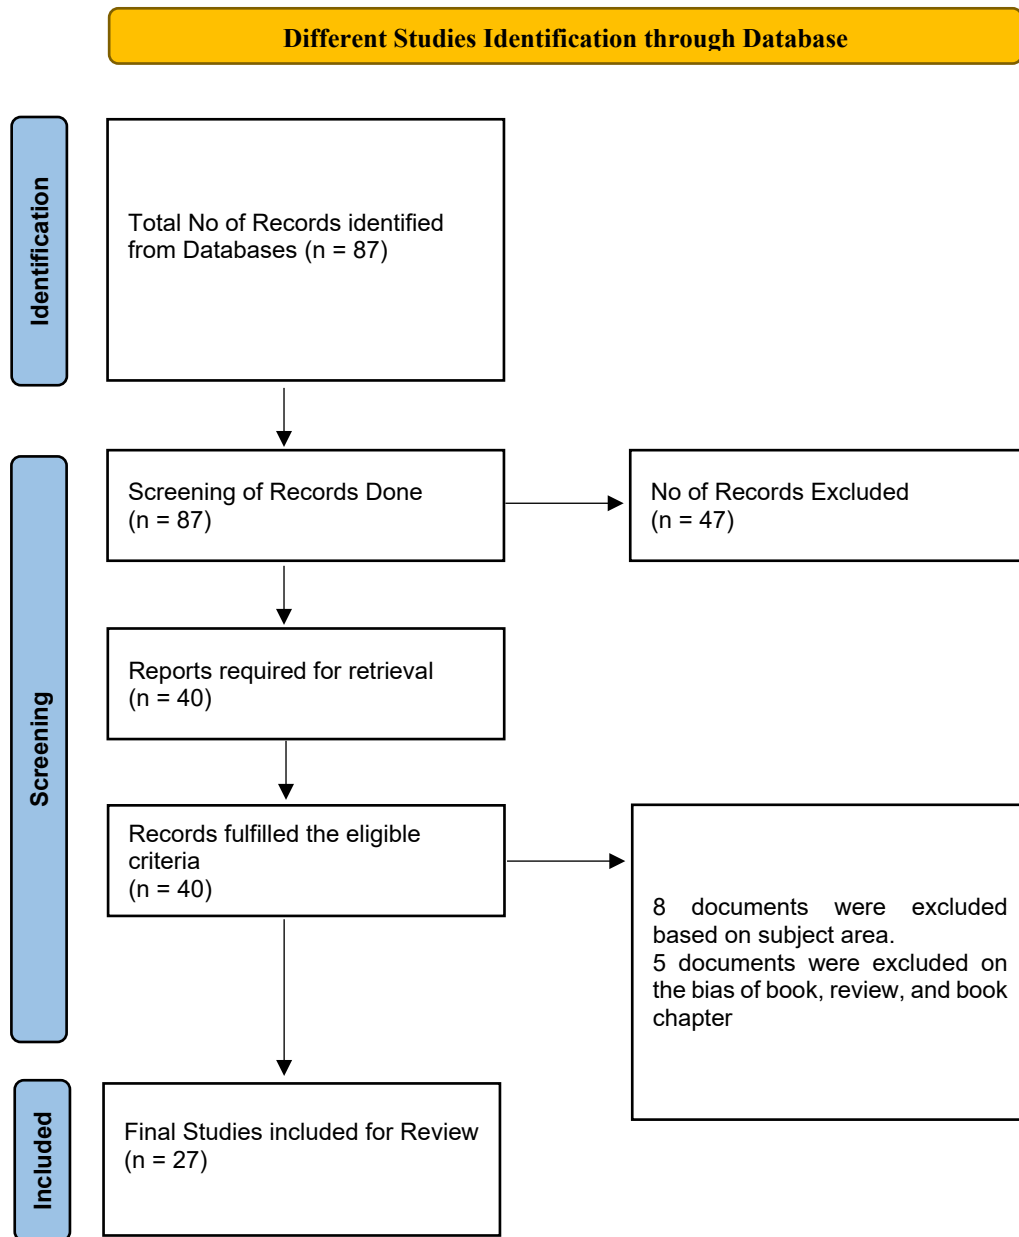 Different Studies Identification through Database
Identification
Total No of Records identified
from Databases (n = 87)
Screening
Screening of Records Done
(n = 87)
No of Records Excluded
(n = 47)
Reports required for retrieval
(n = 40)
Records fulfilled the eligible
criteria
(n = 40)
8 documents were excluded
based on subject area.
5 documents were excluded on
the bias of book, review, and book
chapter
Included
Final Studies included for Review
(n = 27)